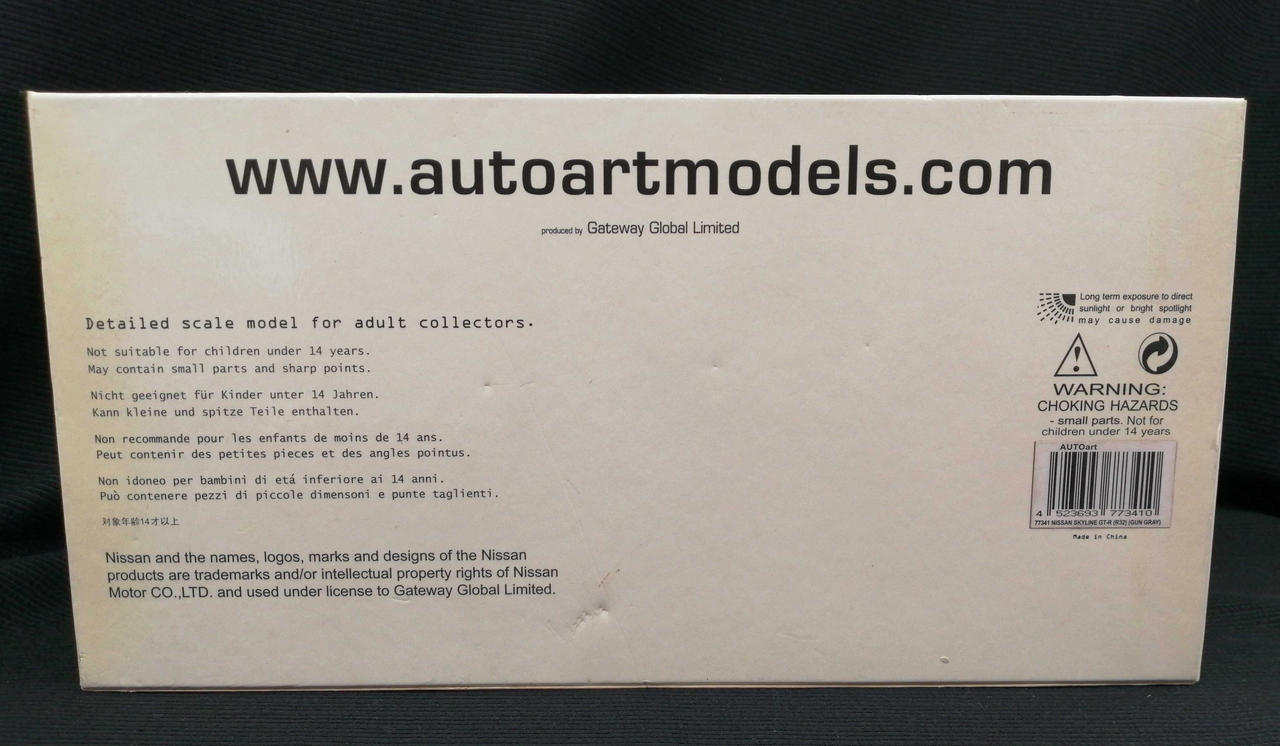 www.autoartmodels.com
produced by Gateway Global Limited
Detailed scale model for adult collectors.
Not suitable for children under 14 years.
May contain small parts and sharp points.
Nicht geeignet für Kinder unter 14 Jahren.
Kann kleine und spitze Teile enthalten.
Non recommande pour les enfants de moins de 14 ans.
Peut contenir des petites pieces et des angles pointus.
Non idoneo per bambini di etá inferiore ai 14 anni.
Può contenere pezzi di piccole dimensoni e punte taglienti.
对象年齢14才以上
Nissan and the names, logos, marks and designs of the Nissan
products are trademarks and/or intellectual property rights of Nissan
Motor CO.,LTD. and used under license to Gateway Global Limited.
Long term exposure to direct
sunlight or bright spotlight
may cause damage
WARNING:
CHOKING HAZARDS
- small parts. Not for
children under 14 years
AUTOart
4 523693 773410
77341 NISSAN SKYLINE GT-R (R32) (GUN GRAY)
Made in China